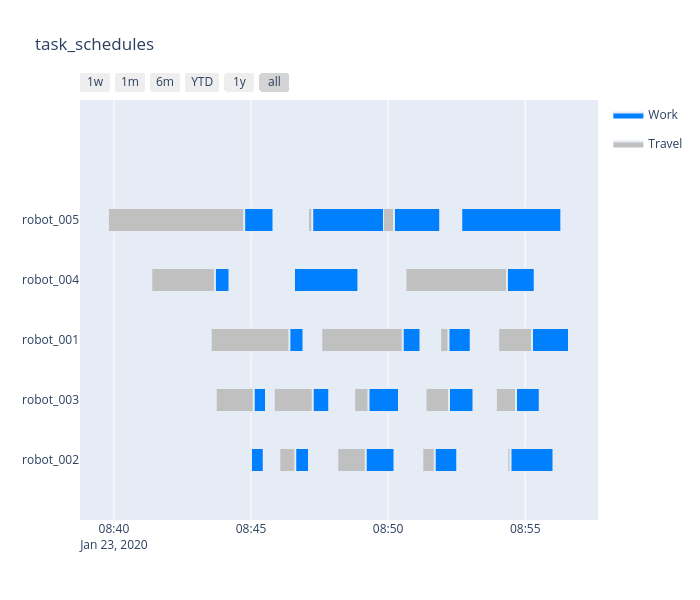 task_schedules
1w 1m 6m YTD 1y all
Work
Travel
robot_005
robot_004
robot_001
robot_003
robot_002
08:40 08:45 08:50 08:55
Jan 23, 2020